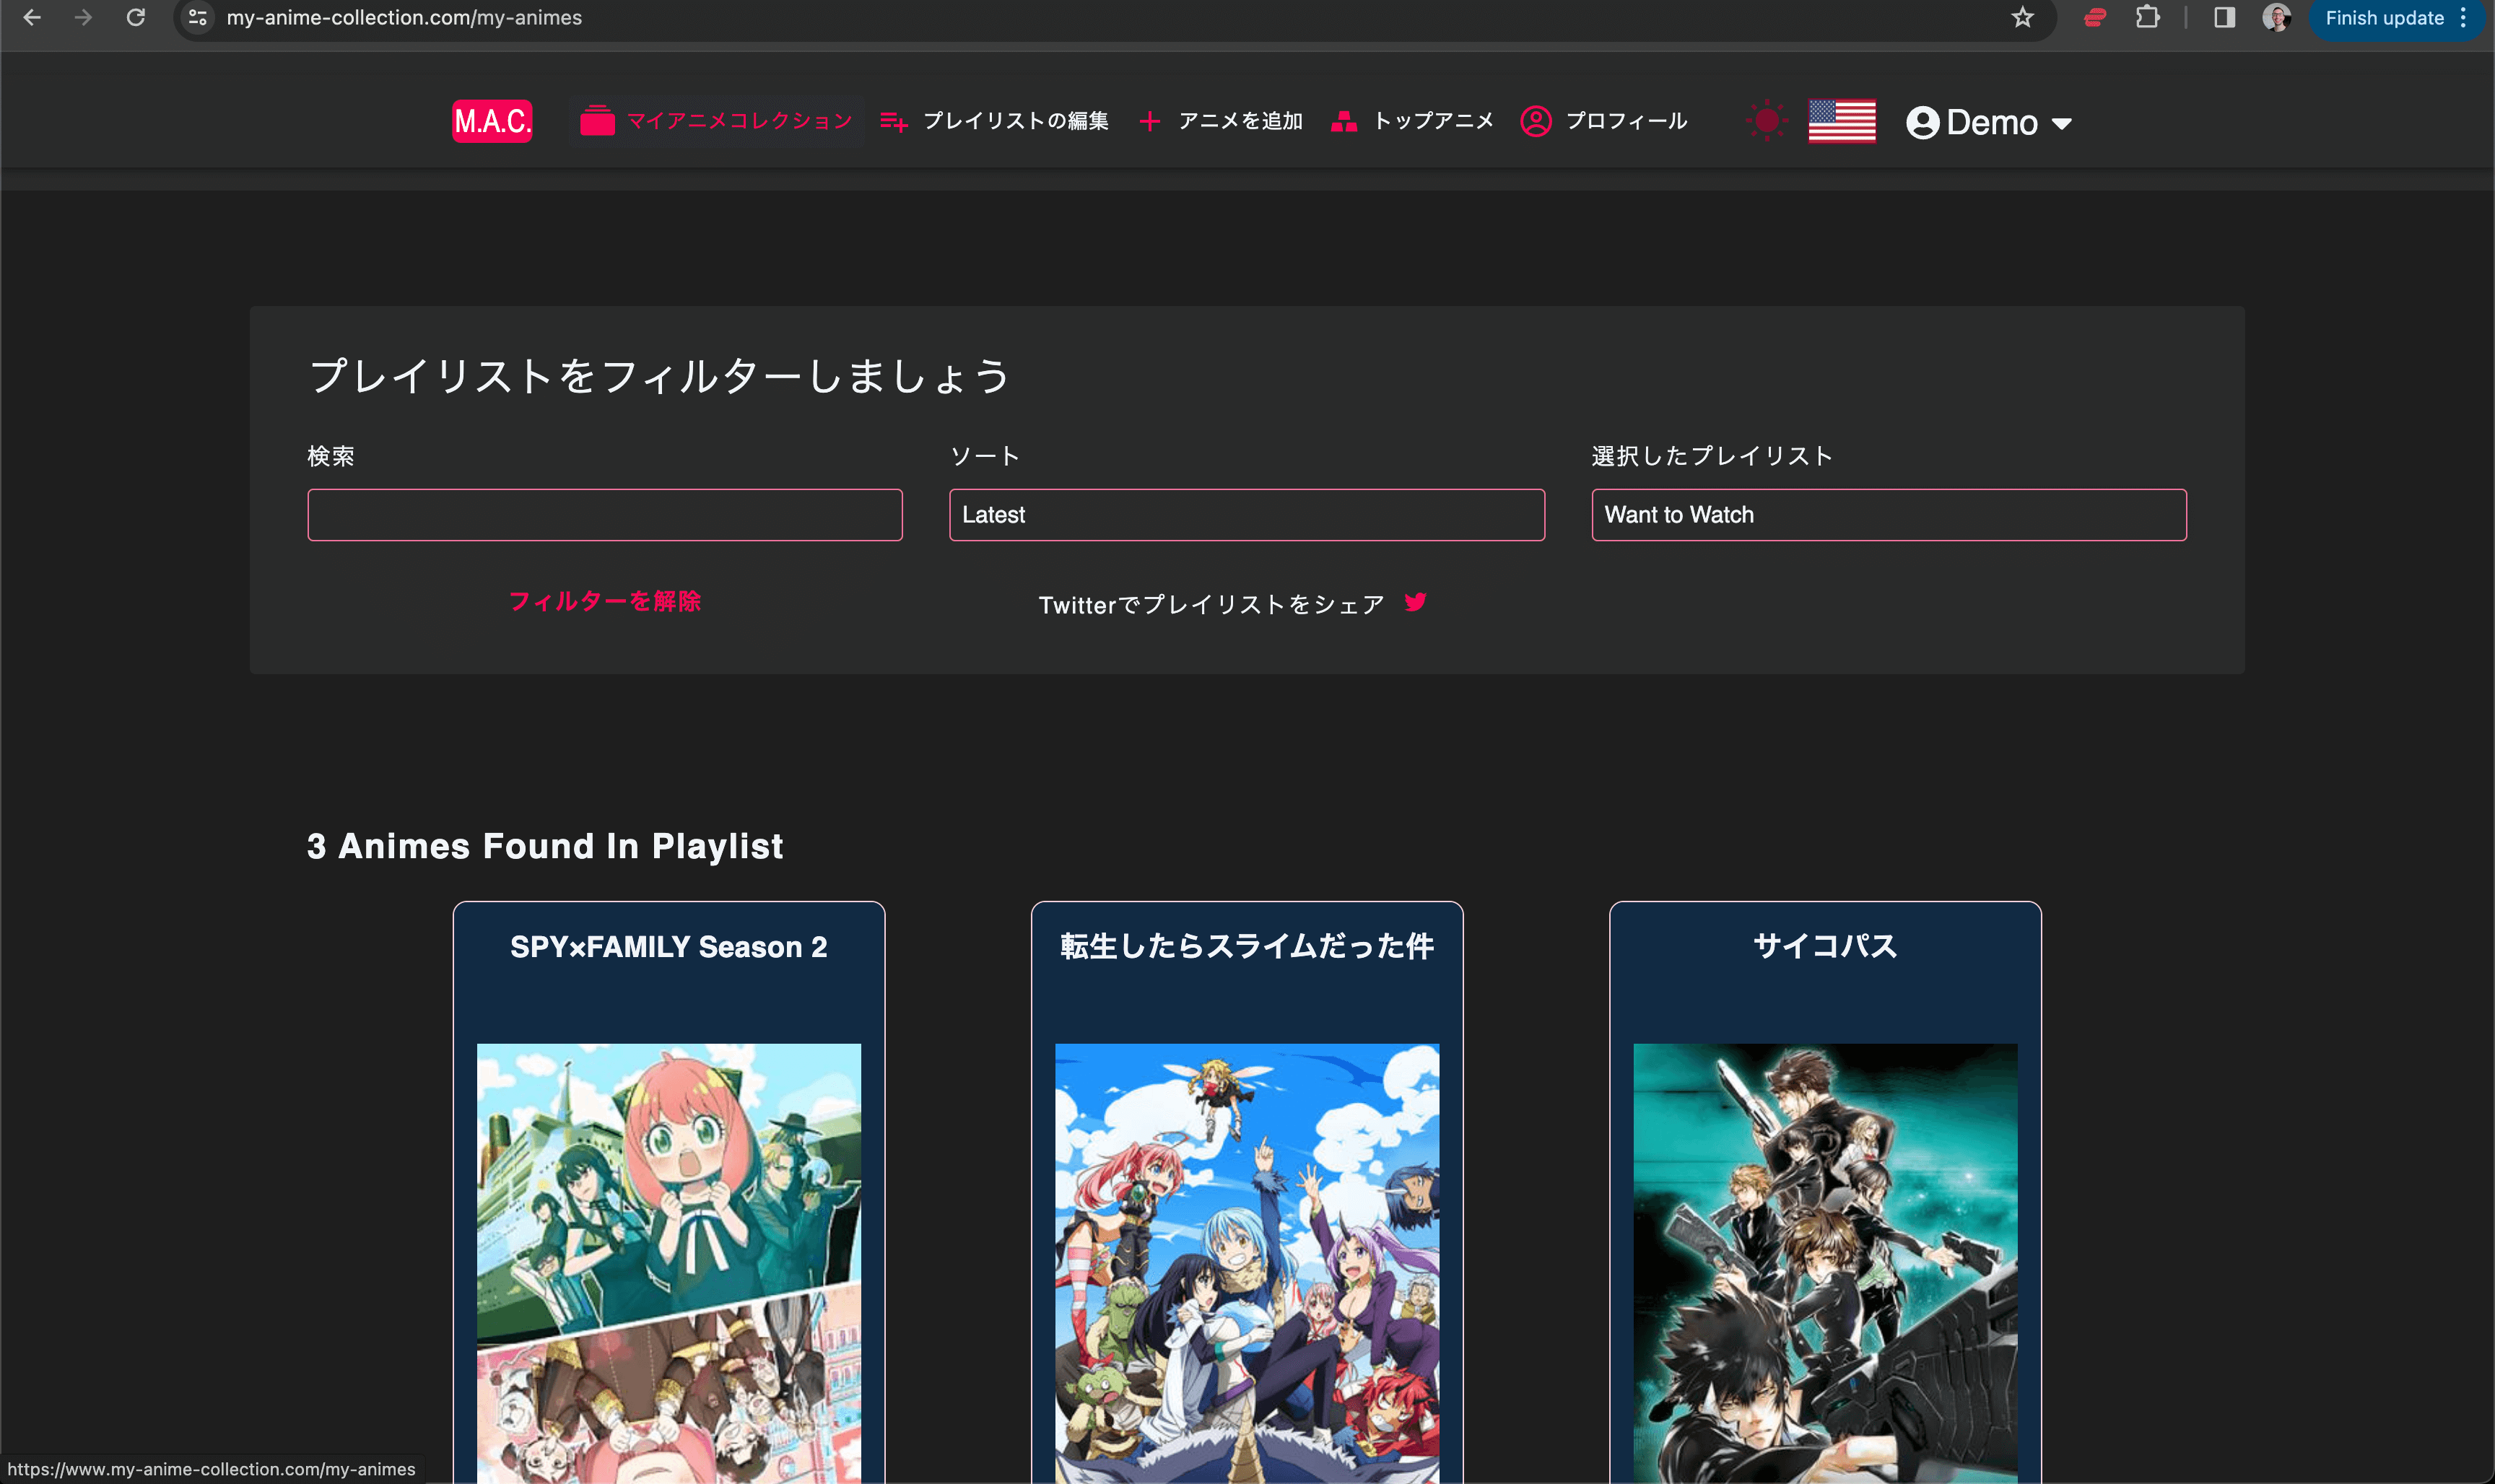 my-anime-collection.com/my-animes
Finish update
M.A.C.
マイアニメコレクション
プレイリストの編集
アニメを追加
トップアニメ
プロフィール
Demo
プレイリストをフィルターしましょう
検索
ソート
選択したプレイリスト
Latest
Want to Watch
フィルターを解除
Twitterでプレイリストをシェア
3 Animes Found In Playlist
SPY×FAMILY Season 2
転生したらスライムだった件
サイコパス
https://www.my-anime-collection.com/my-animes